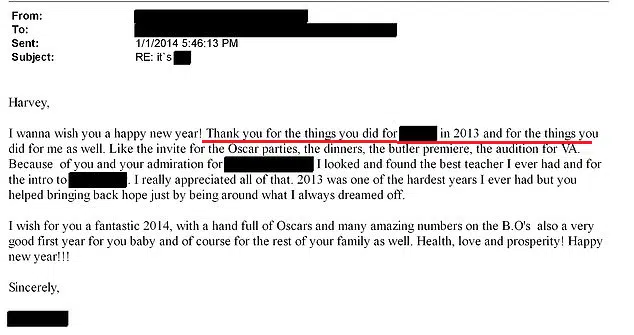 From:
To:
Sent: 1/1/2014 5:46:13 PM
Subject: RE: it`s
Harvey,
I wanna wish you a happy new year! Thank you for the things you did for in 2013 and for the things you
did for me as well. Like the invite for the Oscar parties, the dinners, the butler premiere, the audition for VA.
Because of you and your admiration for I looked and found the best teacher I ever had and for
the intro to . I really appreciated all of that. 2013 was one of the hardest years I ever had but you
helped bringing back hope just by being around what I always dreamed off.
I wish for you a fantastic 2014, with a hand full of Oscars and many amazing numbers on the B.O's also a very
good first year for you baby and of course for the rest of your family as well. Health, love and prosperity! Happy
new year!!!
Sincerely,